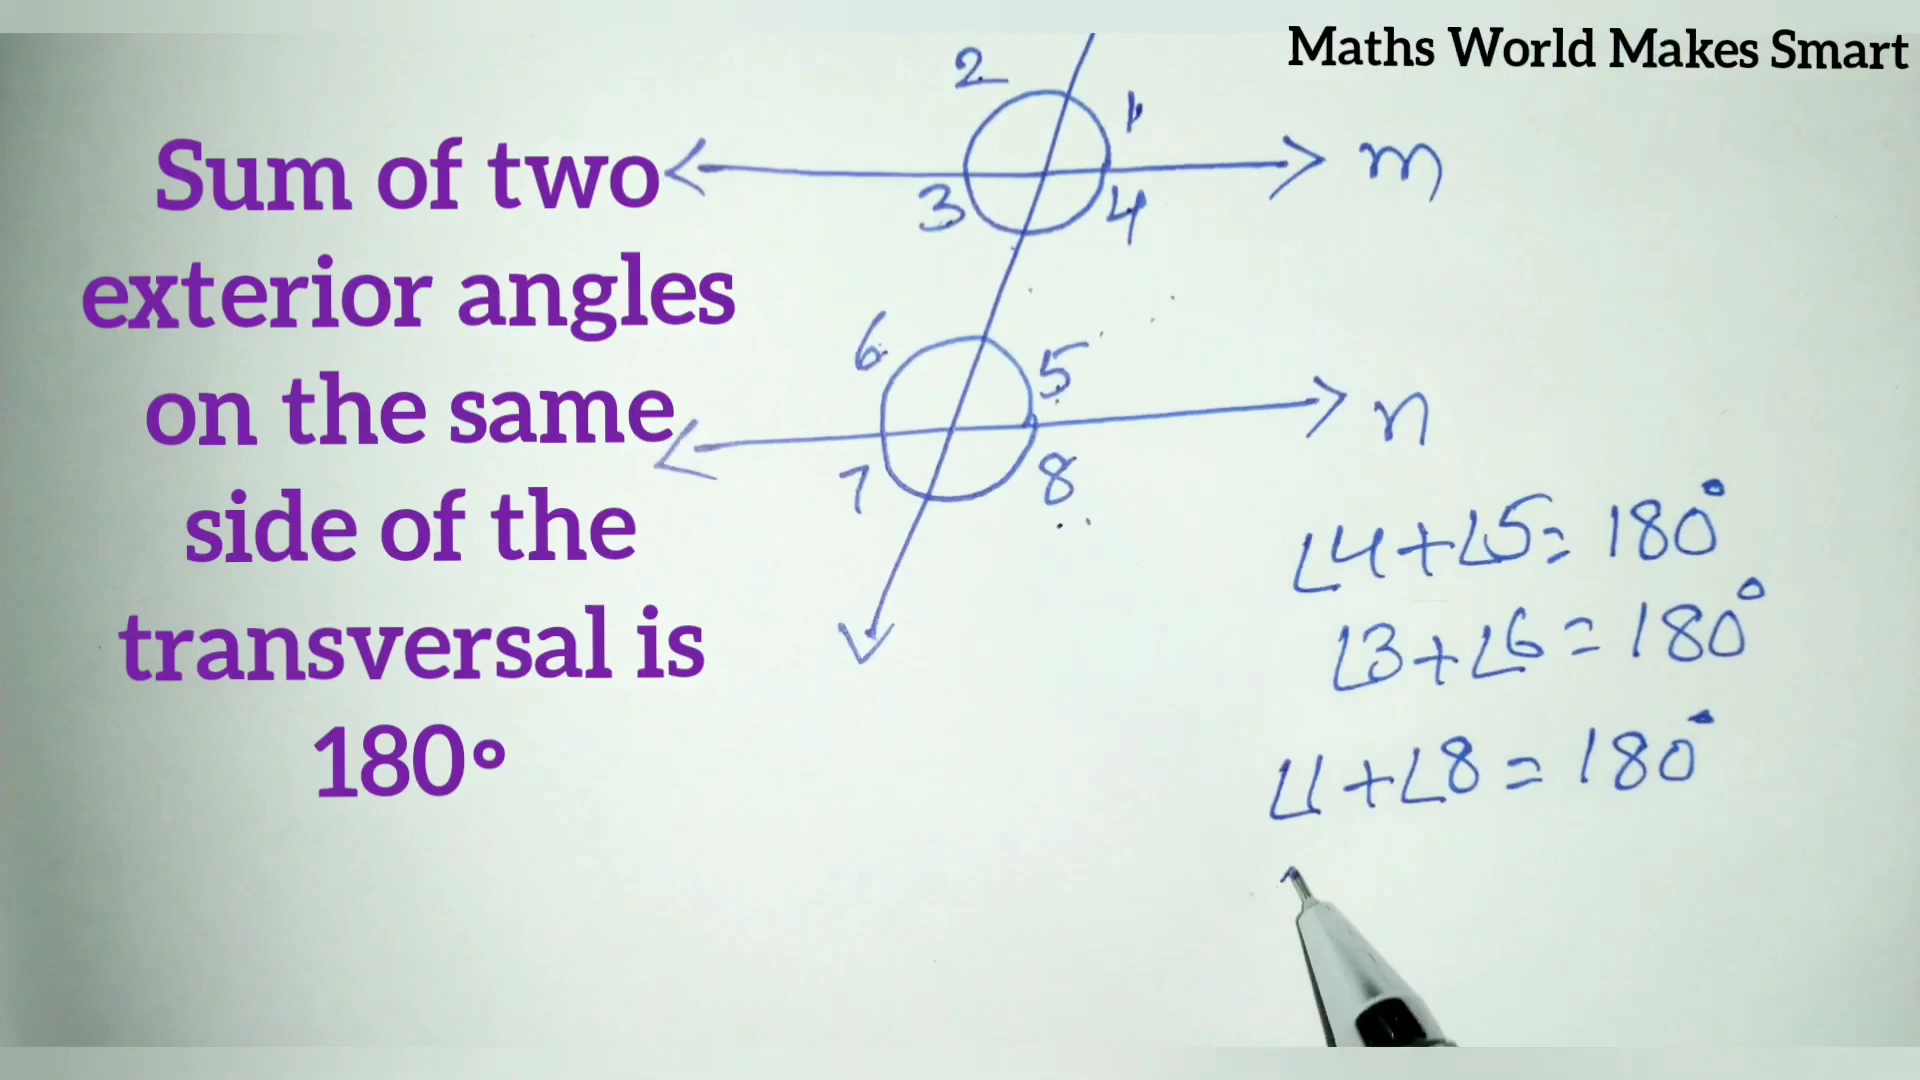 Maths World Makes Smart
Sum of two
exterior angles
on the same
side of the
transversal is
180°
2
1
m
3
4
6
5
n
7
8
∠4+∠5= 180°
∠3+∠6 = 180°
∠1+∠8 = 180°